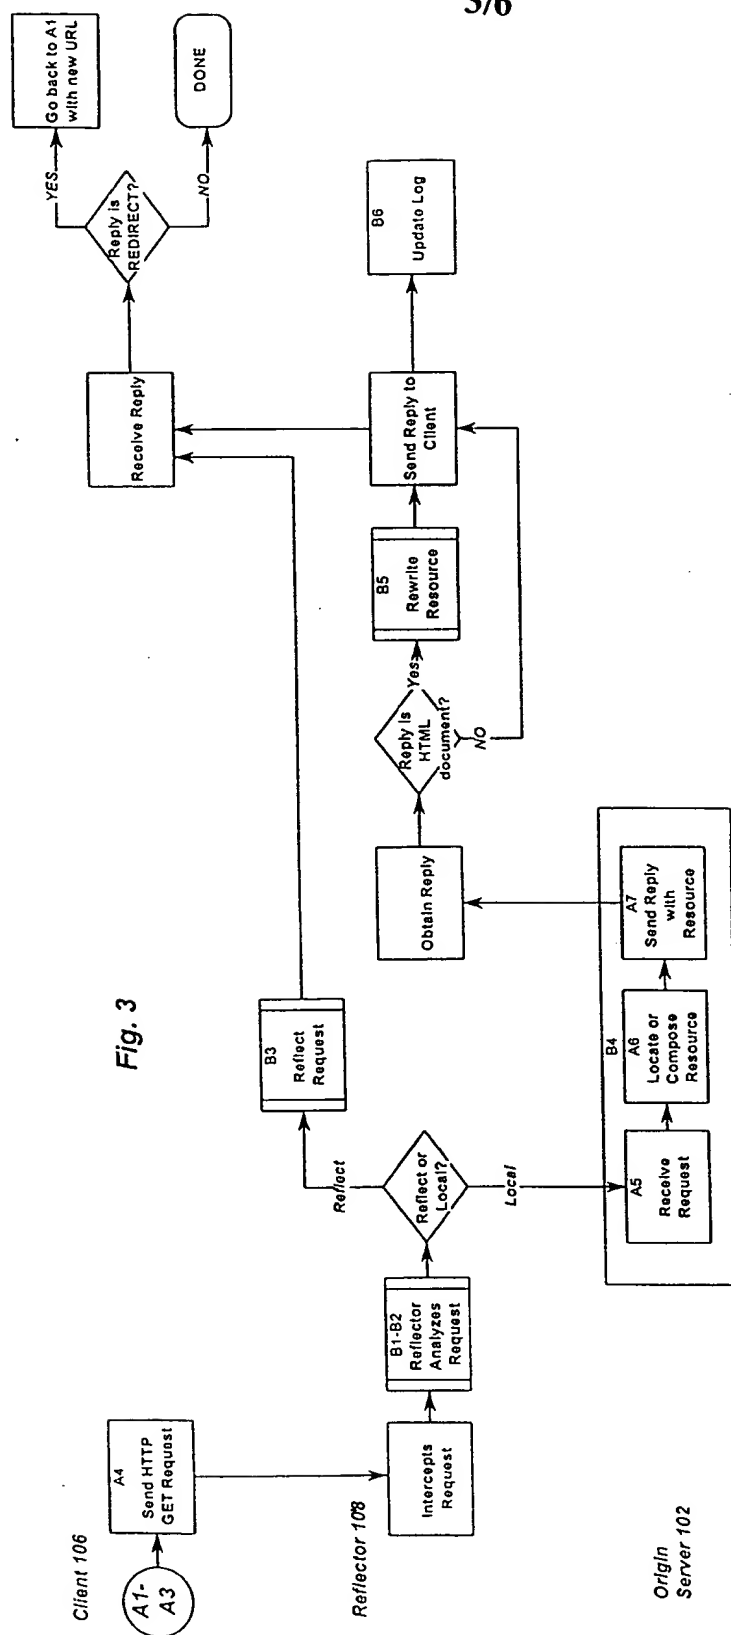 3/6
Client 106
A1-
A3
A4
Send HTTP
GET Request
Receive Reply
Reply is
REDIRECT?
YES
Go back to A1
with new URL
NO
DONE
Fig. 3
Reflector 108
Intercepts
Request
B1-B2
Reflector
Analyzes
Request
Reflect or
Local?
Reflect
B3
Reflect
Request
Local
Obtain Reply
Reply is
HTML
document?
Yes
NO
B5
Rewrite
Resource
Send Reply to
Client
B6
Update Log
Origin
Server 102
B4
A5
Receive
Request
A6
Locate or
Compose
Resource
A7
Send Reply
with
Resource